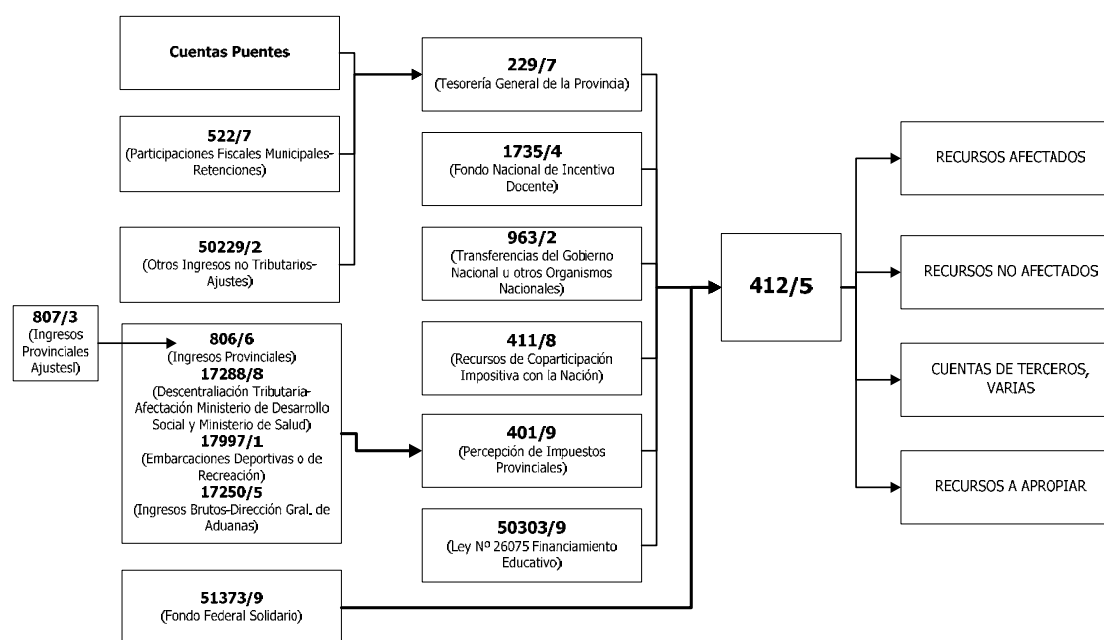 Cuentas Puentes
522/7
(Participaciones Fiscales Municipales-
Retenciones)
50229/2
(Otros Ingresos no Tributarios-
Ajustes)
807/3
(Ingresos
Provinciales
Ajustesl)
806/6
(Ingresos Provinciales)
17288/8
(Descentraliación Tributaria-
Afectación Ministerio de Desarrollo
Social y Ministerio de Salud)
17997/1
(Embarcaciones Deportivas o de
Recreación)
17250/5
(Ingresos Brutos-Dirección Gral. de
Aduanas)
51373/9
(Fondo Federal Solidario)
229/7
(Tesorería General de la Provincia)
1735/4
(Fondo Nacional de Incentivo
Docente)
963/2
(Transferencias del Gobierno
Nacional u otros Organismos
Nacionales)
411/8
(Recursos de Coparticipación
Impositiva con la Nación)
401/9
(Percepción de Impuestos
Provinciales)
50303/9
(Ley Nº 26075 Financiamiento
Educativo)
412/5
RECURSOS AFECTADOS
RECURSOS NO AFECTADOS
CUENTAS DE TERCEROS,
VARIAS
RECURSOS A APROPIAR